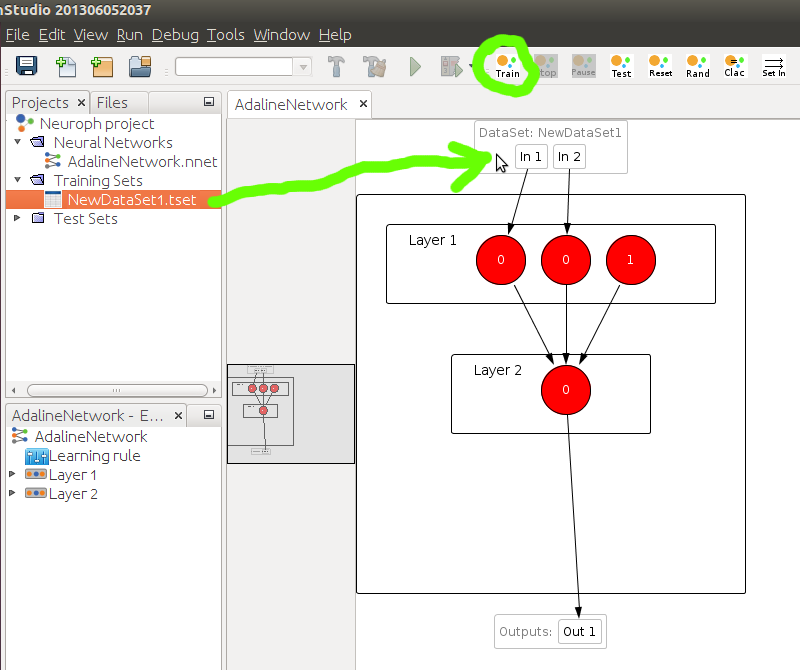 nStudio 201306052037
File Edit View Run Debug Tools Window Help
Train Stop Pause Test Reset Rand Clac Set In
Projects × Files
AdalineNetwork ×
Neuroph project
Neural Networks
AdalineNetwork.nnet
Training Sets
NewDataSet1.tset
Test Sets
DataSet: NewDataSet1
In 1 In 2
Layer 1
0 0 1
Layer 2
0
Outputs: Out 1
AdalineNetwork - E... ×
AdalineNetwork
Learning rule
Layer 1
Layer 2